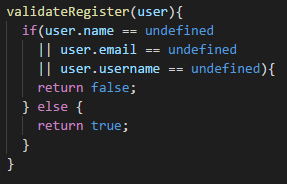 validateRegister(user){
  if(user.name == undefined
    || user.email == undefined
    || user.username == undefined){
    return false;
  } else {
    return true;
  }
}